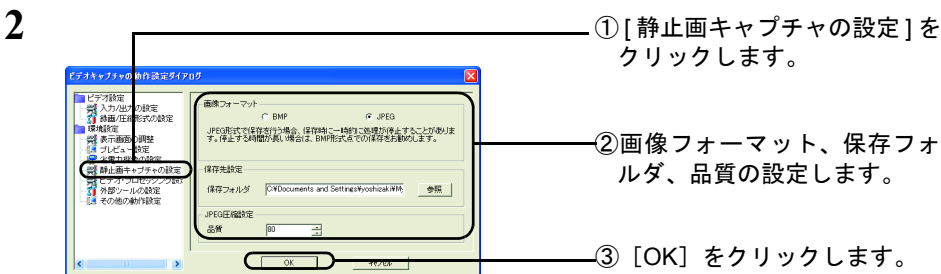 2
①[ 静止画キャプチャの設定 ] を
クリックします。
ビデオキャプチャの動作設定ダイアログ
ビデオ設定
入力/出力の設定
録画/圧縮形式の設定
環境設定
表示画面の調整
プレビュー設定
静止画キャプチャの設定
ビデオ・プロセッシング設
外部ツールの設定
その他の動作設定
画像フォーマット
BMP
JPEG
JPEG形式で保存を行う場合、保存時に一時的に処理が停止することがありま
す。停止する時間が長い場合は、BMP形式での保存をお勧めします。
保存先設定
保存フォルダ
C:¥Documents and Settings¥yoshizaki¥My
参照
JPEG圧縮設定
品質
80
OK
キャンセル
②画像フォーマット、保存フォ
ルダ、品質の設定します。
③［OK］をクリックします。